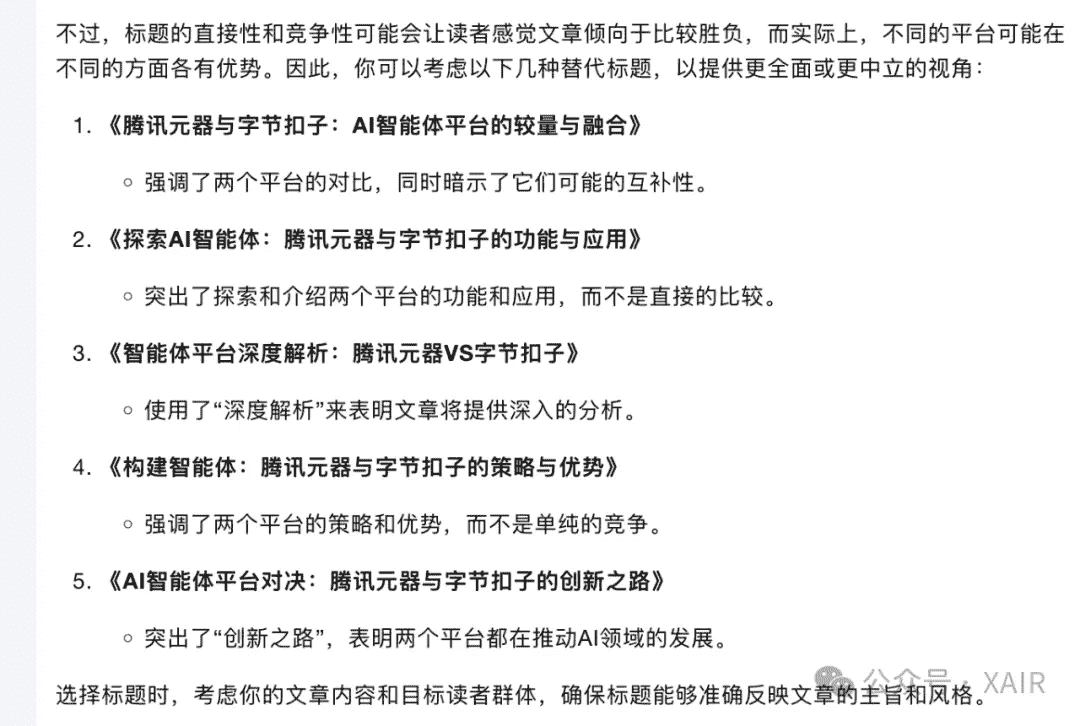 不过，标题的直接性和竞争性可能会让读者感觉文章倾向于比较胜负，而实际上，不同的平台可能在
不同的方面各有优势。因此，你可以考虑以下几种替代标题，以提供更全面或更中立的视角：
1. 《腾讯元器与字节扣子：AI智能体平台的较量与融合》
◦ 强调了两个平台的对比，同时暗示了它们可能的互补性。
2. 《探索AI智能体：腾讯元器与字节扣子的功能与应用》
◦ 突出了探索和介绍两个平台的功能和应用，而不是直接的比较。
3. 《智能体平台深度解析：腾讯元器VS字节扣子》
◦ 使用了“深度解析”来表明文章将提供深入的分析。
4. 《构建智能体：腾讯元器与字节扣子的策略与优势》
◦ 强调了两个平台的策略和优势，而不是单纯的竞争。
5. 《AI智能体平台对决：腾讯元器与字节扣子的创新之路》
◦ 突出了“创新之路”，表明两个平台都在推动AI领域的发展。
选择标题时，考虑你的文章内容和目标读者群体，确保标题能够准确反映文章的主旨和风格。
公众号 · XAIR